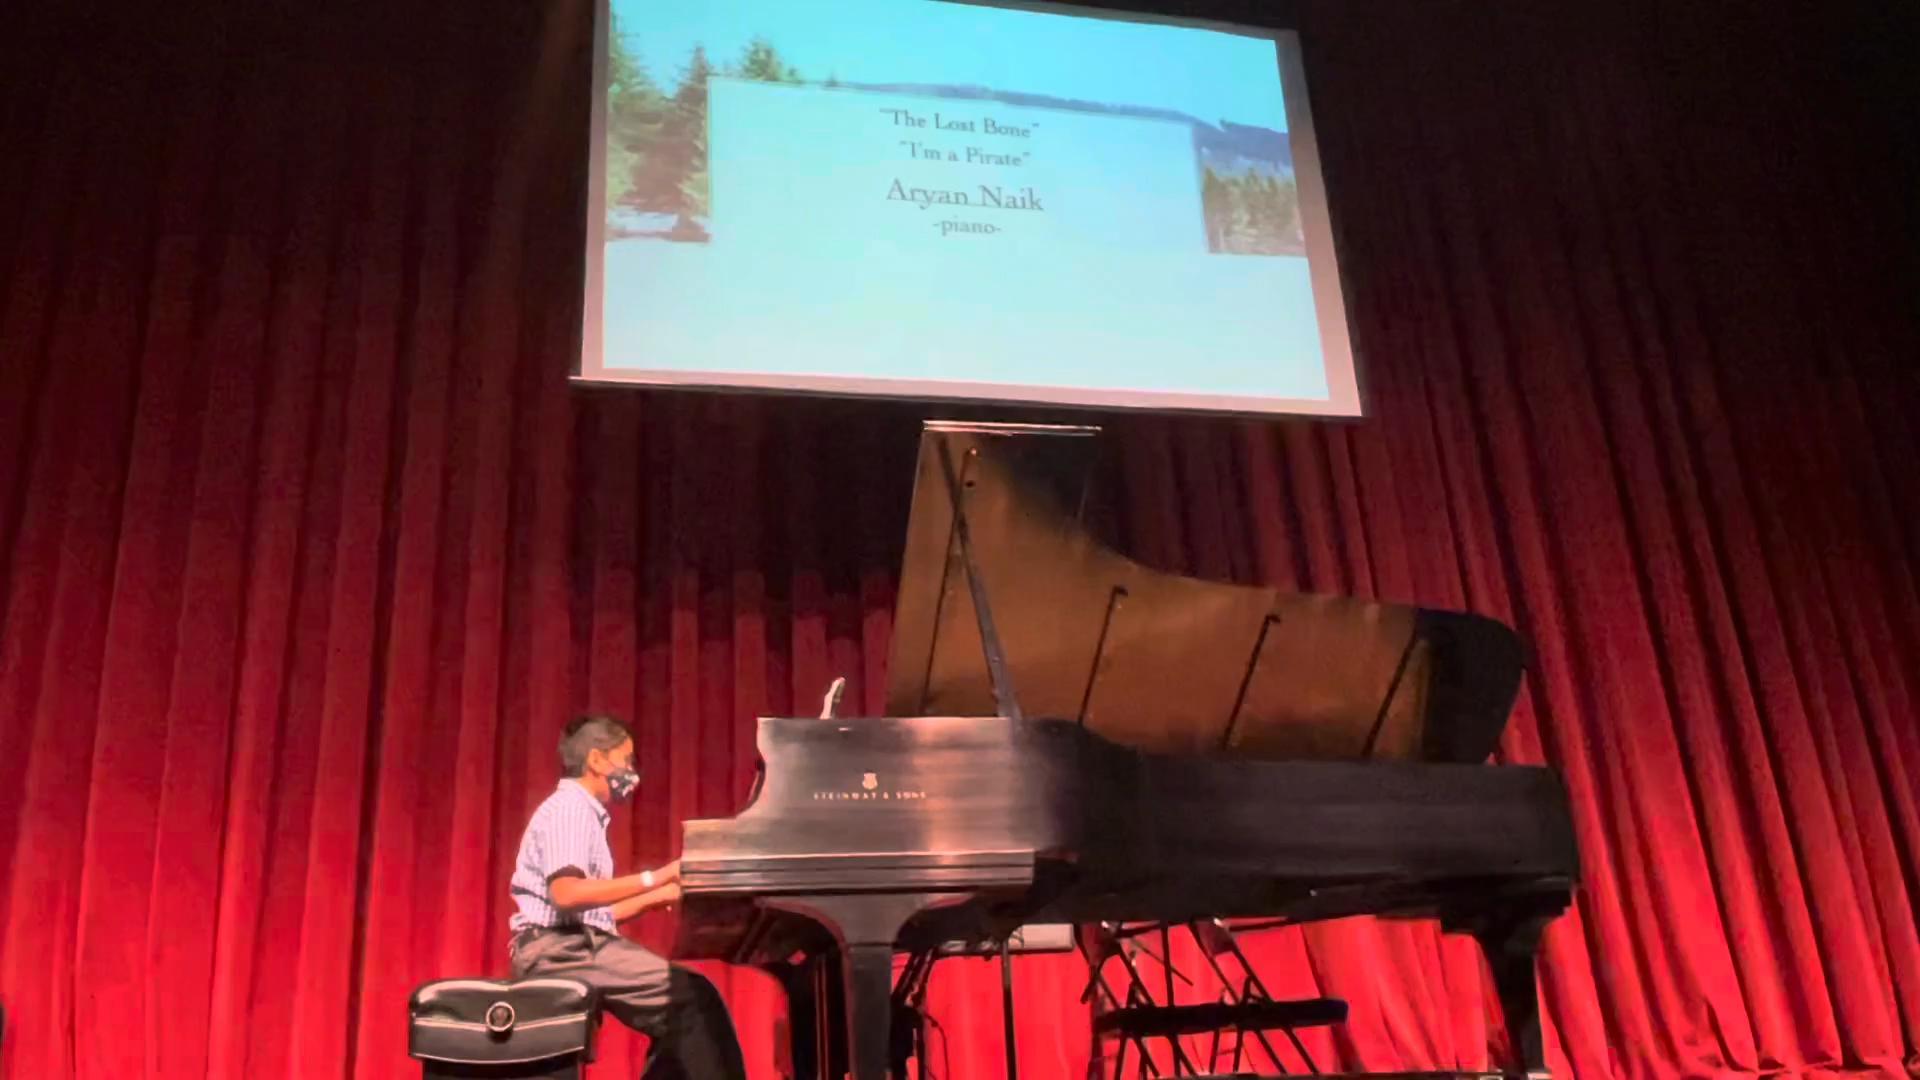 "The Lost Bone"
"I'm a Pirate"
Aryan Naik
-piano-
STEINWAY & SONS